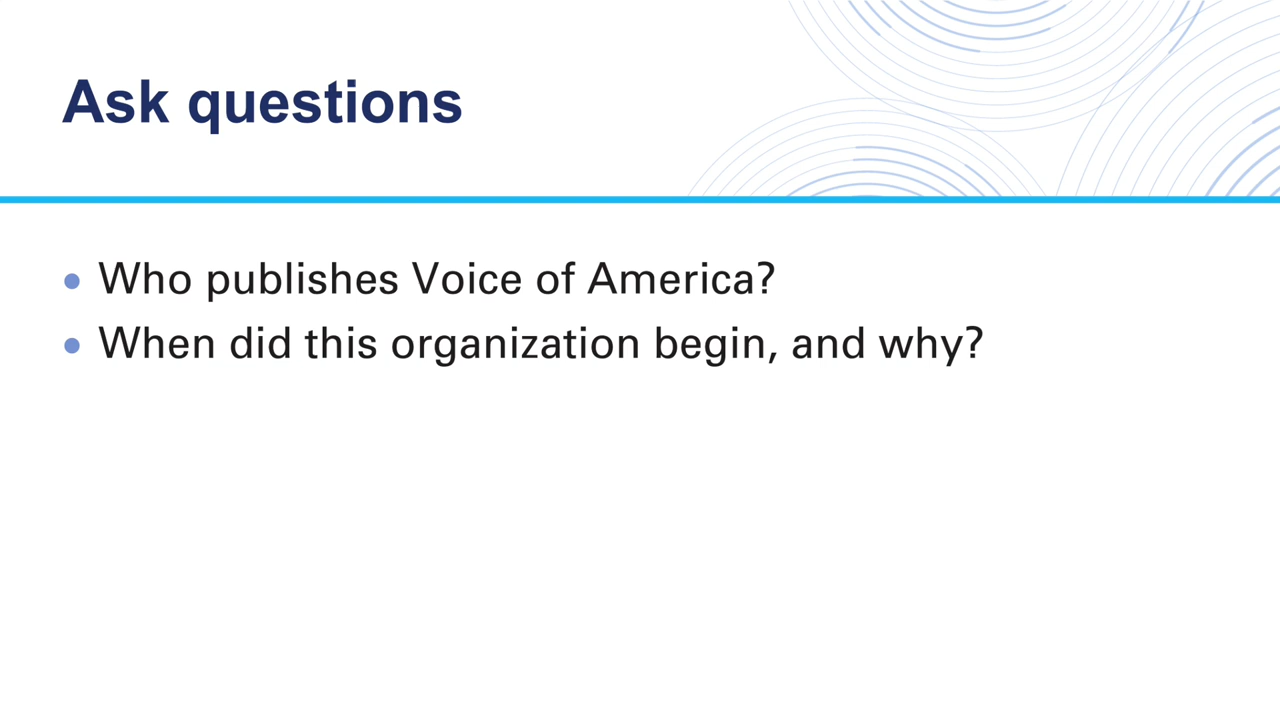 Ask questions
• Who publishes Voice of America?
• When did this organization begin, and why?